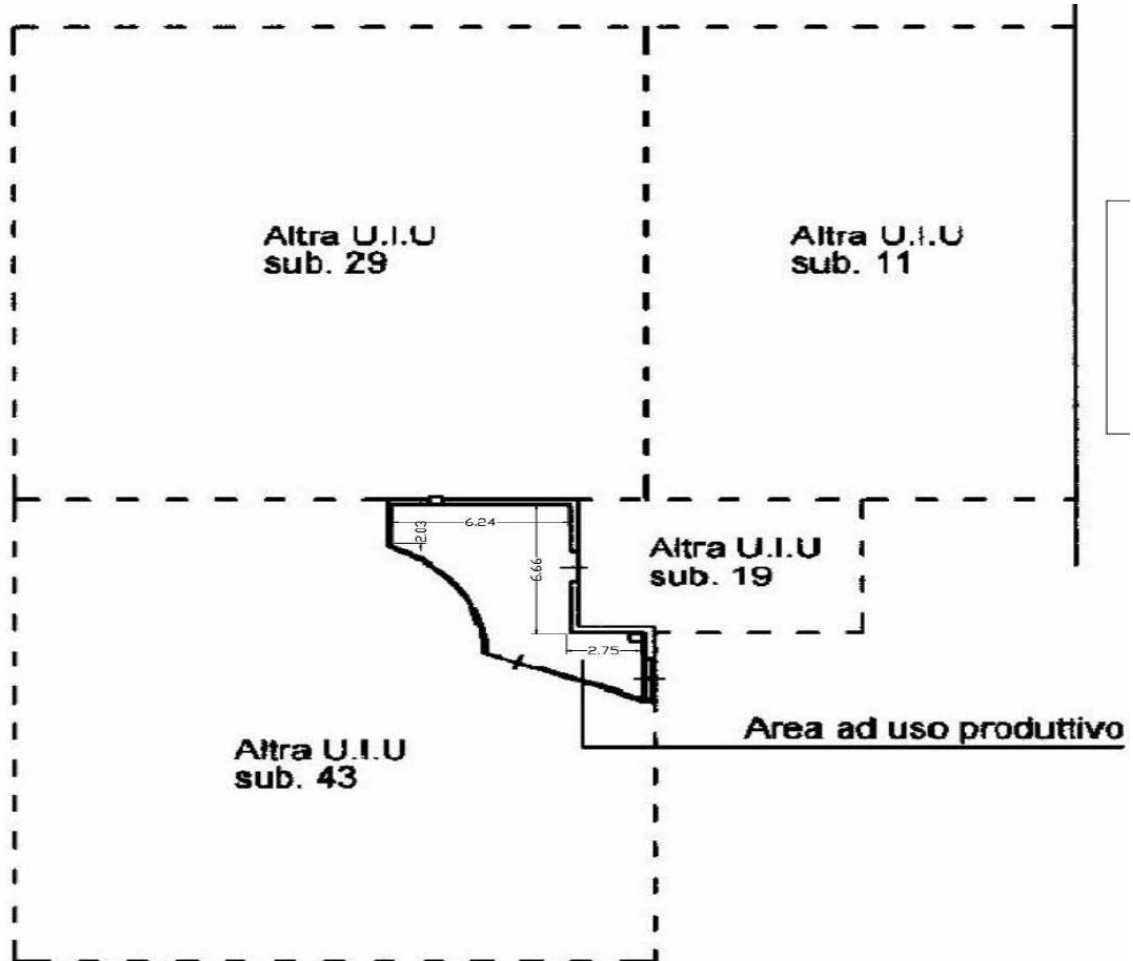 Altra U.I.U
sub. 29
Altra U.I.U
sub. 11
6.24
2.03
6.66
Altra U.I.U
sub. 19
2.75
Area ad uso produttivo
Altra U.I.U
sub. 43